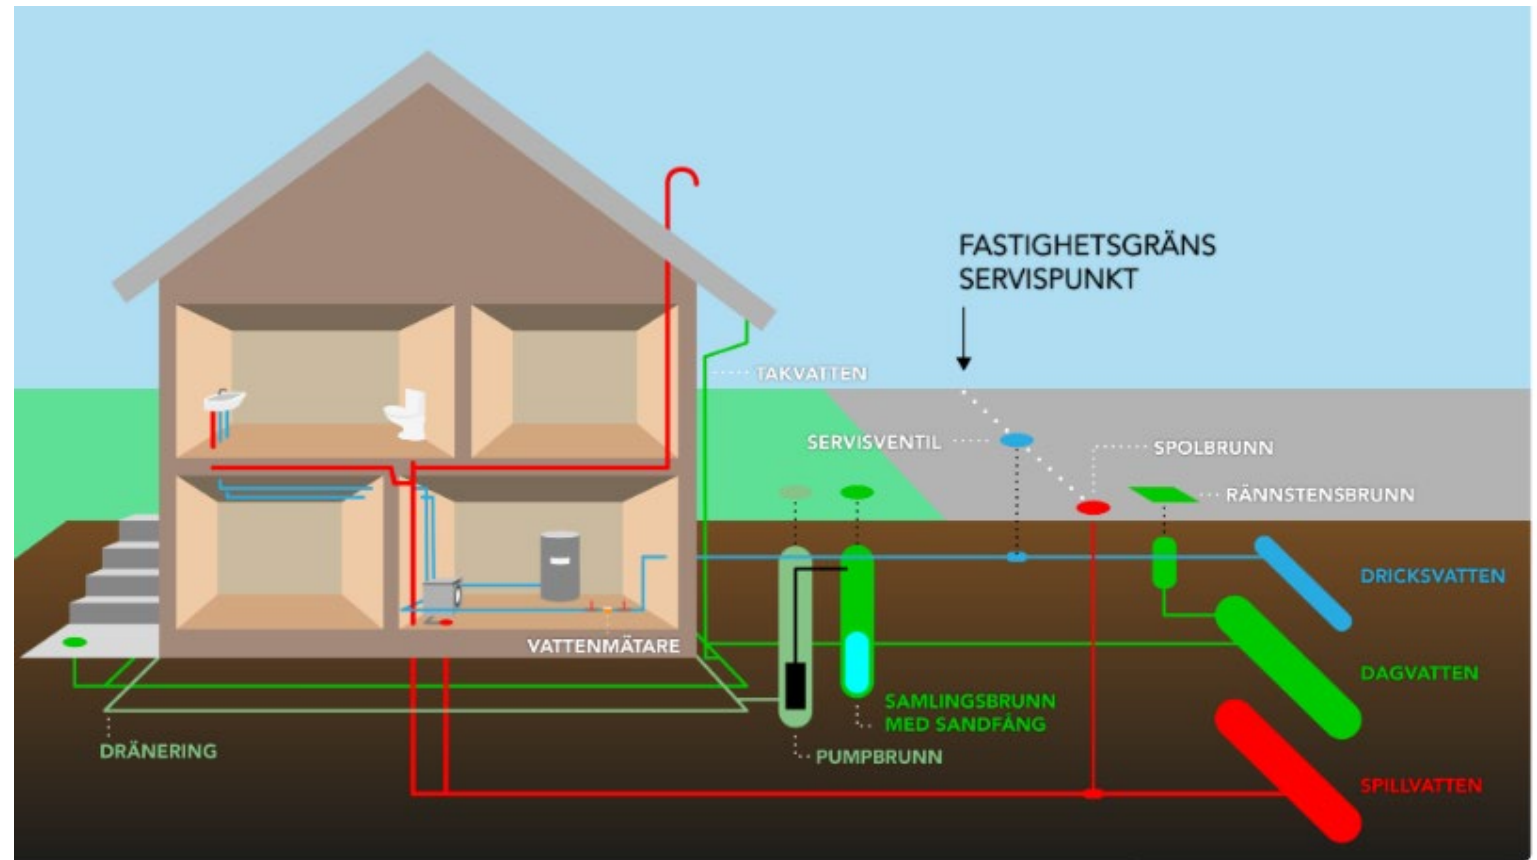 FASTIGHETSGRÄNS
SERVISPUNKT
TAKVATTEN
SERVISVENTIL
SPOLBRUNN
RÄNNSTENSBRUNN
DRICKSVATTEN
VATTENMÄTARE
DAGVATTEN
SAMLINGSBRUNN
MED SANDFÅNG
DRÄNERING
PUMPBRUNN
SPILLVATTEN